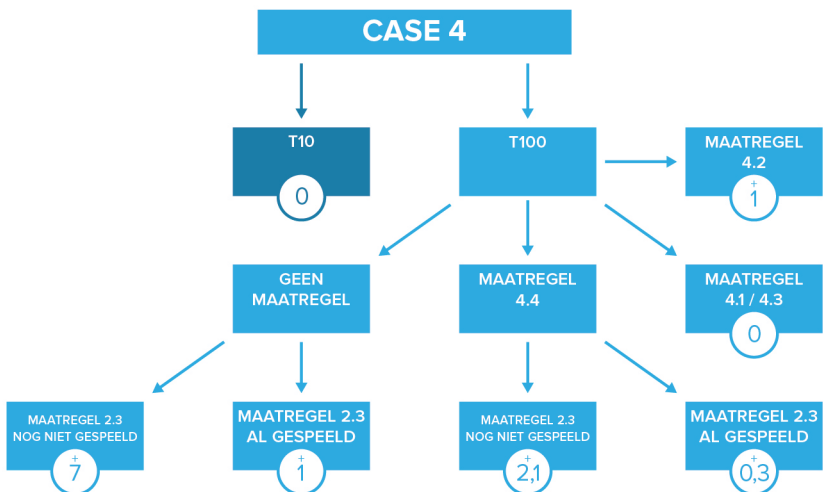 CASE 4
T10
0
T100
MAATREGEL
4.2
+
1
GEEN
MAATREGEL
MAATREGEL
4.4
MAATREGEL
4.1 / 4.3
0
MAATREGEL 2.3
NOG NIET GESPEELD
+
7
MAATREGEL 2.3
AL GESPEELD
+
1
MAATREGEL 2.3
NOG NIET GESPEELD
+
2,1
MAATREGEL 2.3
AL GESPEELD
+
0,3